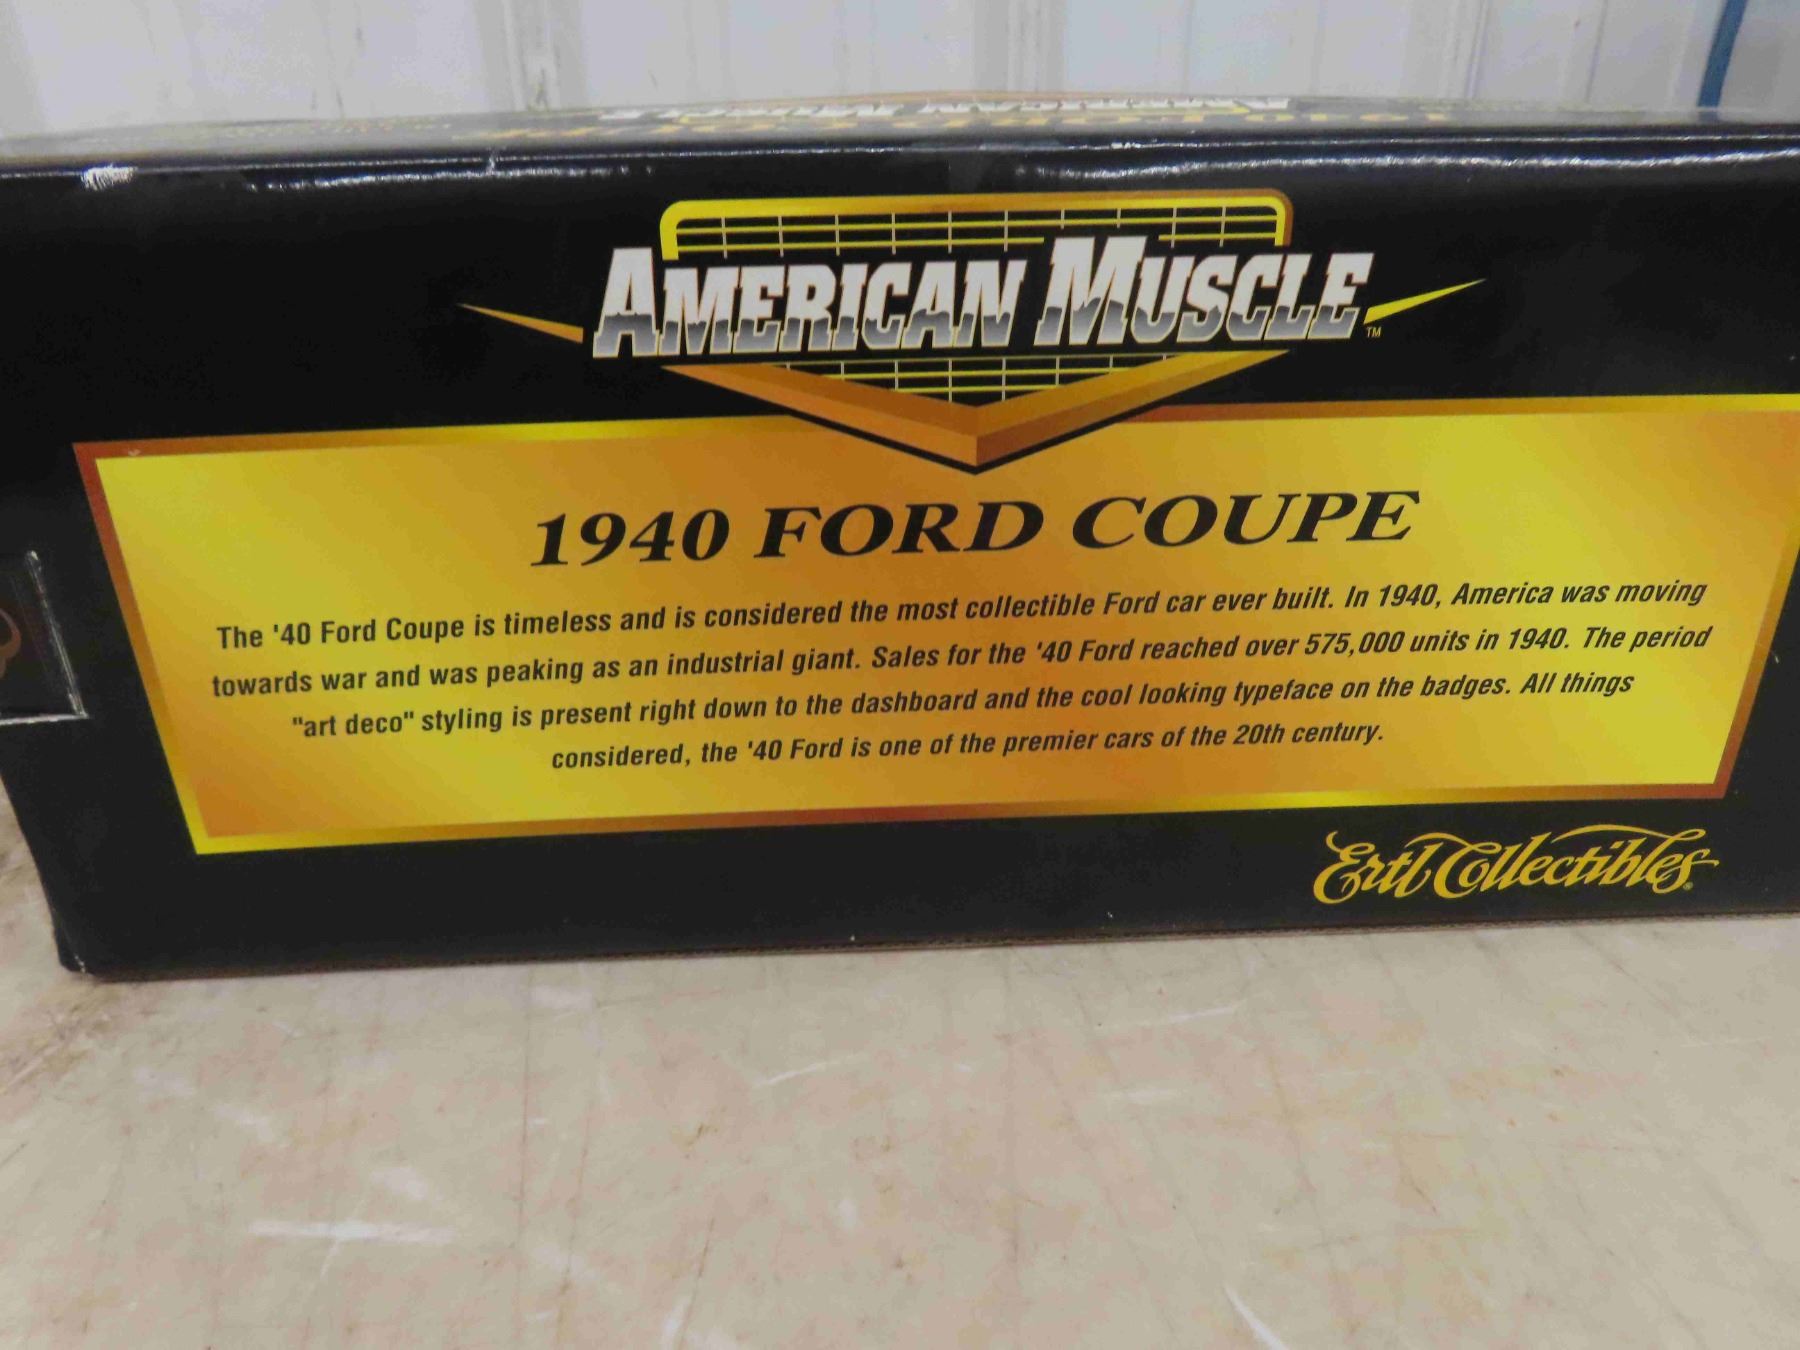 AMERICAN MUSCLE
AMERICAN MUSCLE™
1940 FORD COUPE
The '40 Ford Coupe is timeless and is considered the most collectible Ford car ever built. In 1940, America was moving
towards war and was peaking as an industrial giant. Sales for the '40 Ford reached over 575,000 units in 1940. The period
"art deco" styling is present right down to the dashboard and the cool looking typeface on the badges. All things
considered, the '40 Ford is one of the premier cars of the 20th century.
Ertl Collectibles®